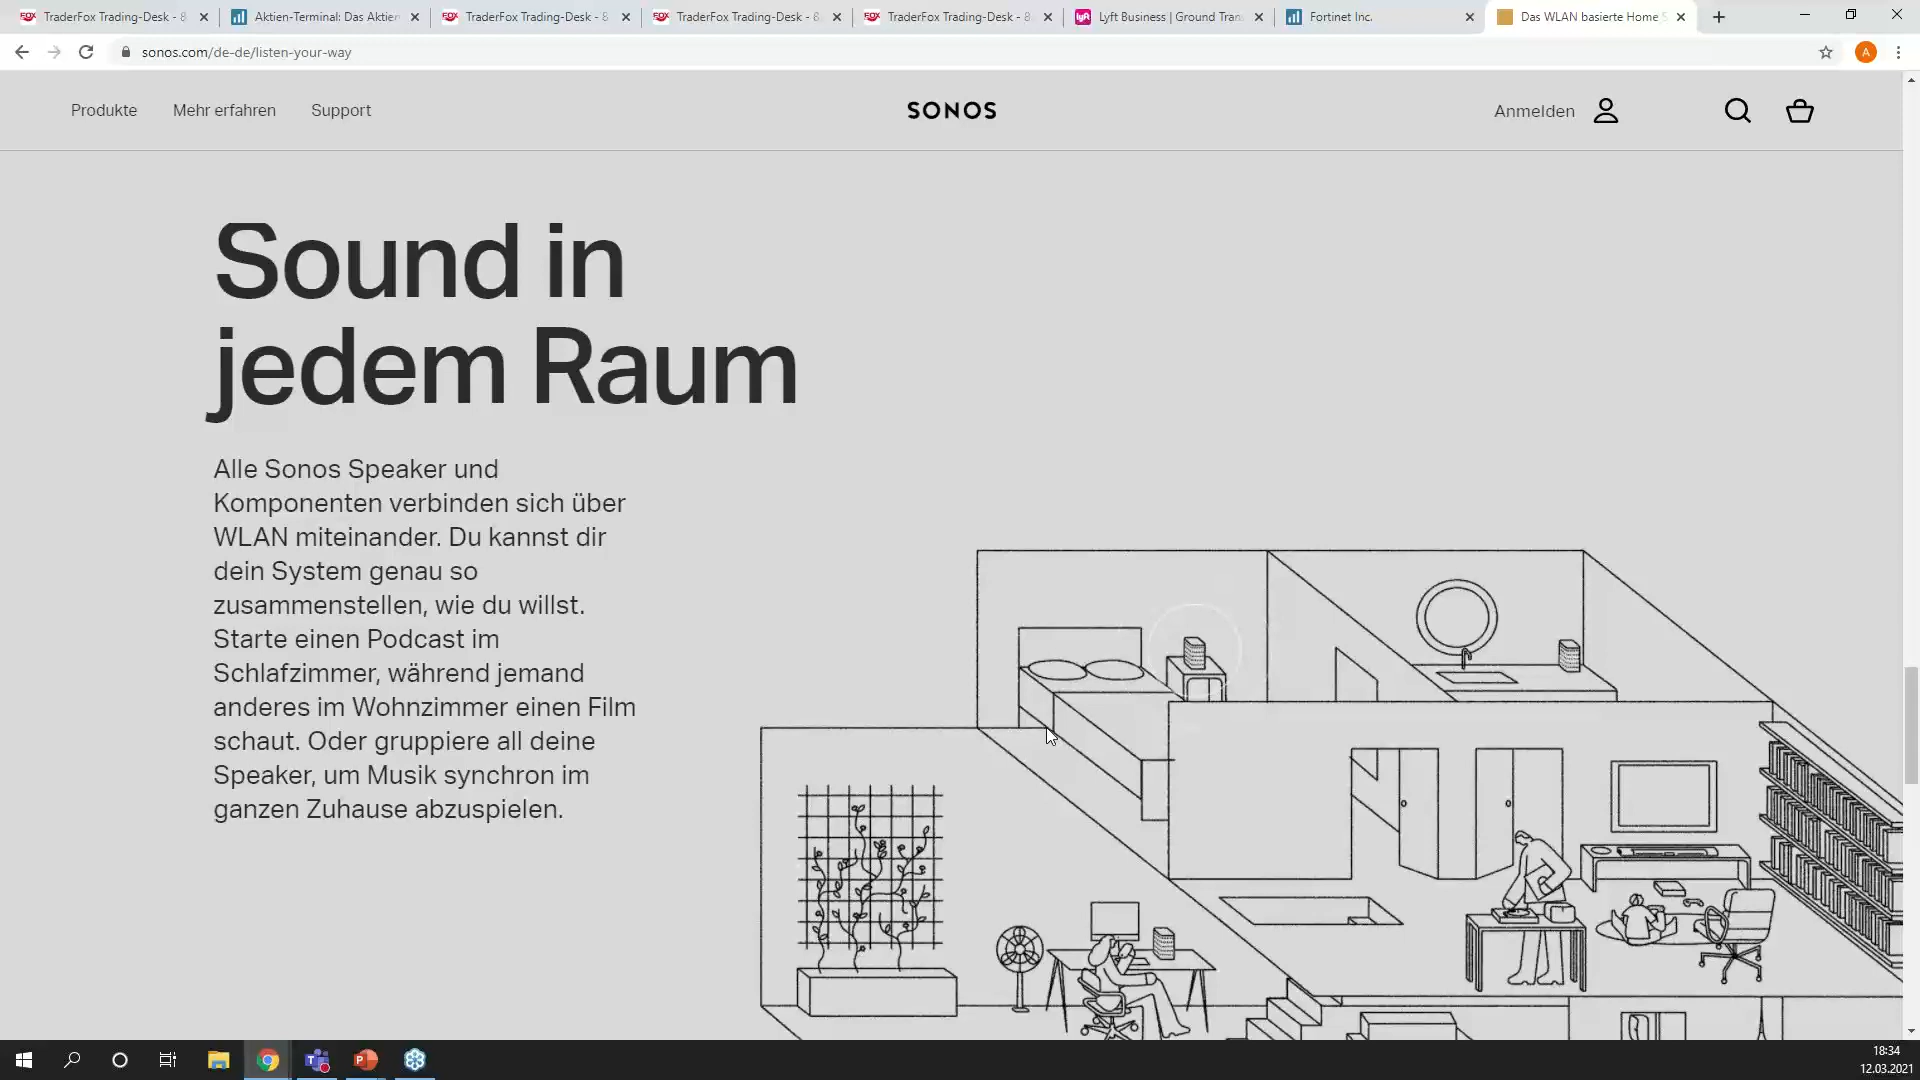 TraderFox Trading-Desk - 8
Aktien-Terminal: Das Aktien
TraderFox Trading-Desk - 8
TraderFox Trading-Desk - 8
TraderFox Trading-Desk - 8
Lyft Business | Ground Tran
Fortinet Inc.
Das WLAN basierte Home S
sonos.com/de-de/listen-your-way
A
Produkte
Mehr erfahren
Support
SONOS
Anmelden
Sound in
jedem Raum
Alle Sonos Speaker und
Komponenten verbinden sich über
WLAN miteinander. Du kannst dir
dein System genau so
zusammenstellen, wie du willst.
Starte einen Podcast im
Schlafzimmer, während jemand
anderes im Wohnzimmer einen Film
schaut. Oder gruppiere all deine
Speaker, um Musik synchron im
ganzen Zuhause abzuspielen.
18:34
12.03.2021